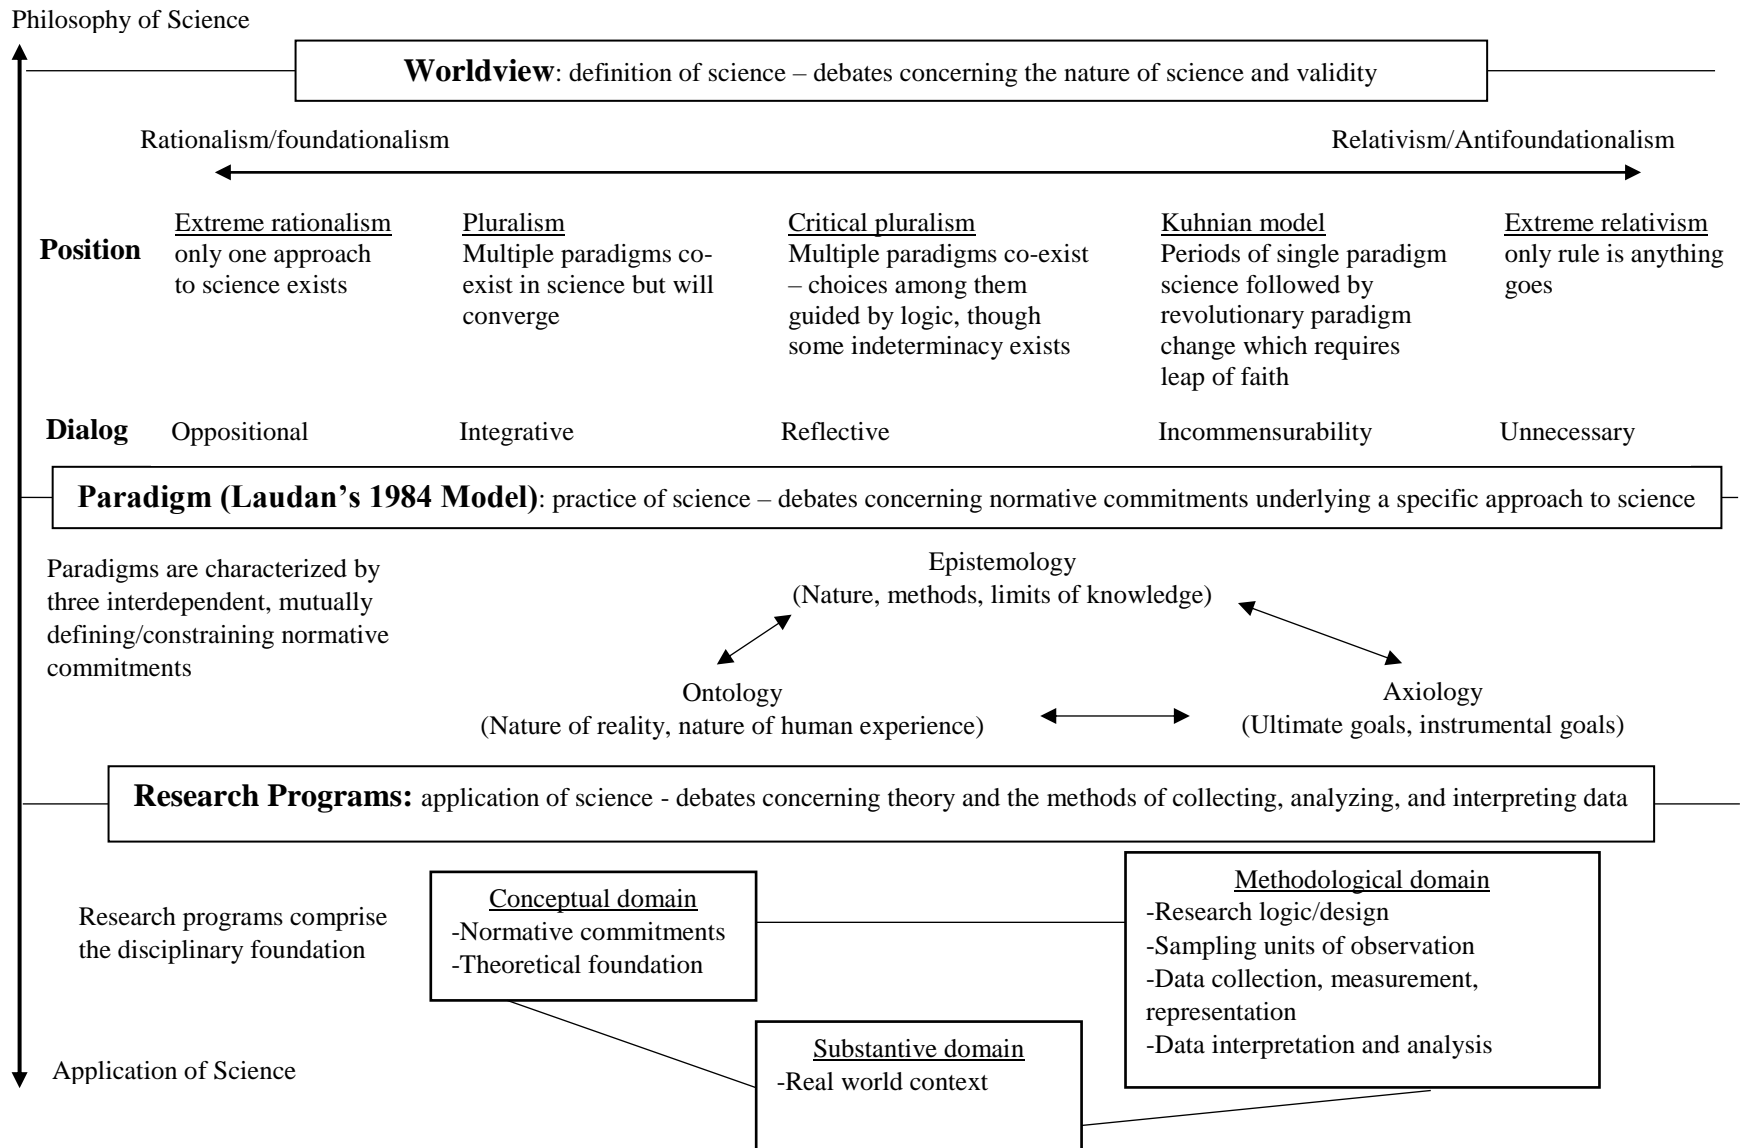 Philosophy of Science
Worldview: definition of science – debates concerning the nature of science and validity
Rationalism/foundationalism
Relativism/Antifoundationalism
Position
Extreme rationalism
only one approach
to science exists
Pluralism
Multiple paradigms co-
exist in science but will
converge
Critical pluralism
Multiple paradigms co-exist
– choices among them
guided by logic, though
some indeterminacy exists
Kuhnian model
Periods of single paradigm
science followed by
revolutionary paradigm
change which requires
leap of faith
Extreme relativism
only rule is anything
goes
Dialog
Oppositional
Integrative
Reflective
Incommensurability
Unnecessary
Paradigm (Laudan’s 1984 Model): practice of science – debates concerning normative commitments underlying a specific approach to science
Paradigms are characterized by
three interdependent, mutually
defining/constraining normative
commitments
Epistemology
(Nature, methods, limits of knowledge)
Ontology
(Nature of reality, nature of human experience)
Axiology
(Ultimate goals, instrumental goals)
Research Programs: application of science - debates concerning theory and the methods of collecting, analyzing, and interpreting data
Research programs comprise
the disciplinary foundation
Conceptual domain
-Normative commitments
-Theoretical foundation
Methodological domain
-Research logic/design
-Sampling units of observation
-Data collection, measurement,
representation
-Data interpretation and analysis
Substantive domain
-Real world context
Application of Science